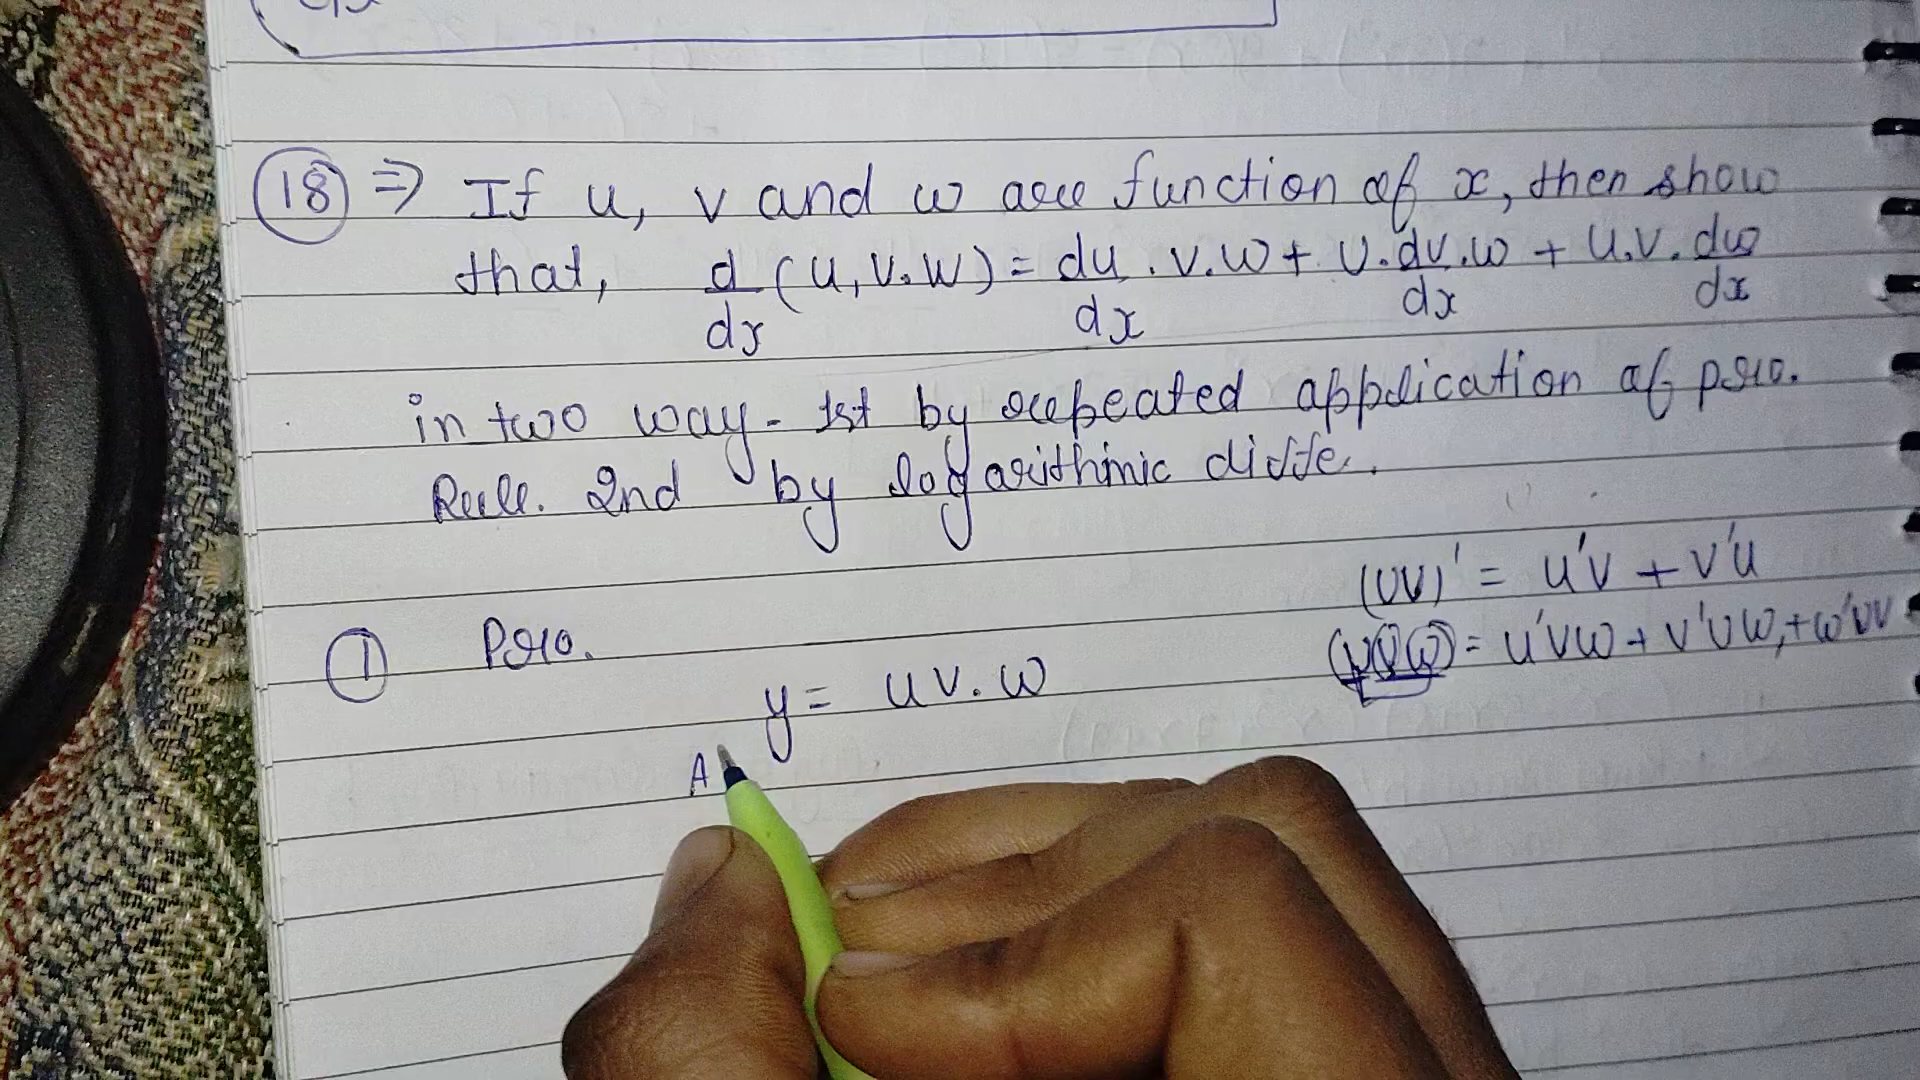 18 ⇒ If u, v and w are function of x, then show
that, d/dx (u, v. w) = du/dx . v. w + u. dv/dx . w + u. v. dw/dx
in two way - 1st by repeated application of pro.
Rule. 2nd by logarithmic diffe.
(uv)' = u'v + v'u
(uvw) = u'vw + v'uw, + w'uv
1 Pro.
y = uv. w
A